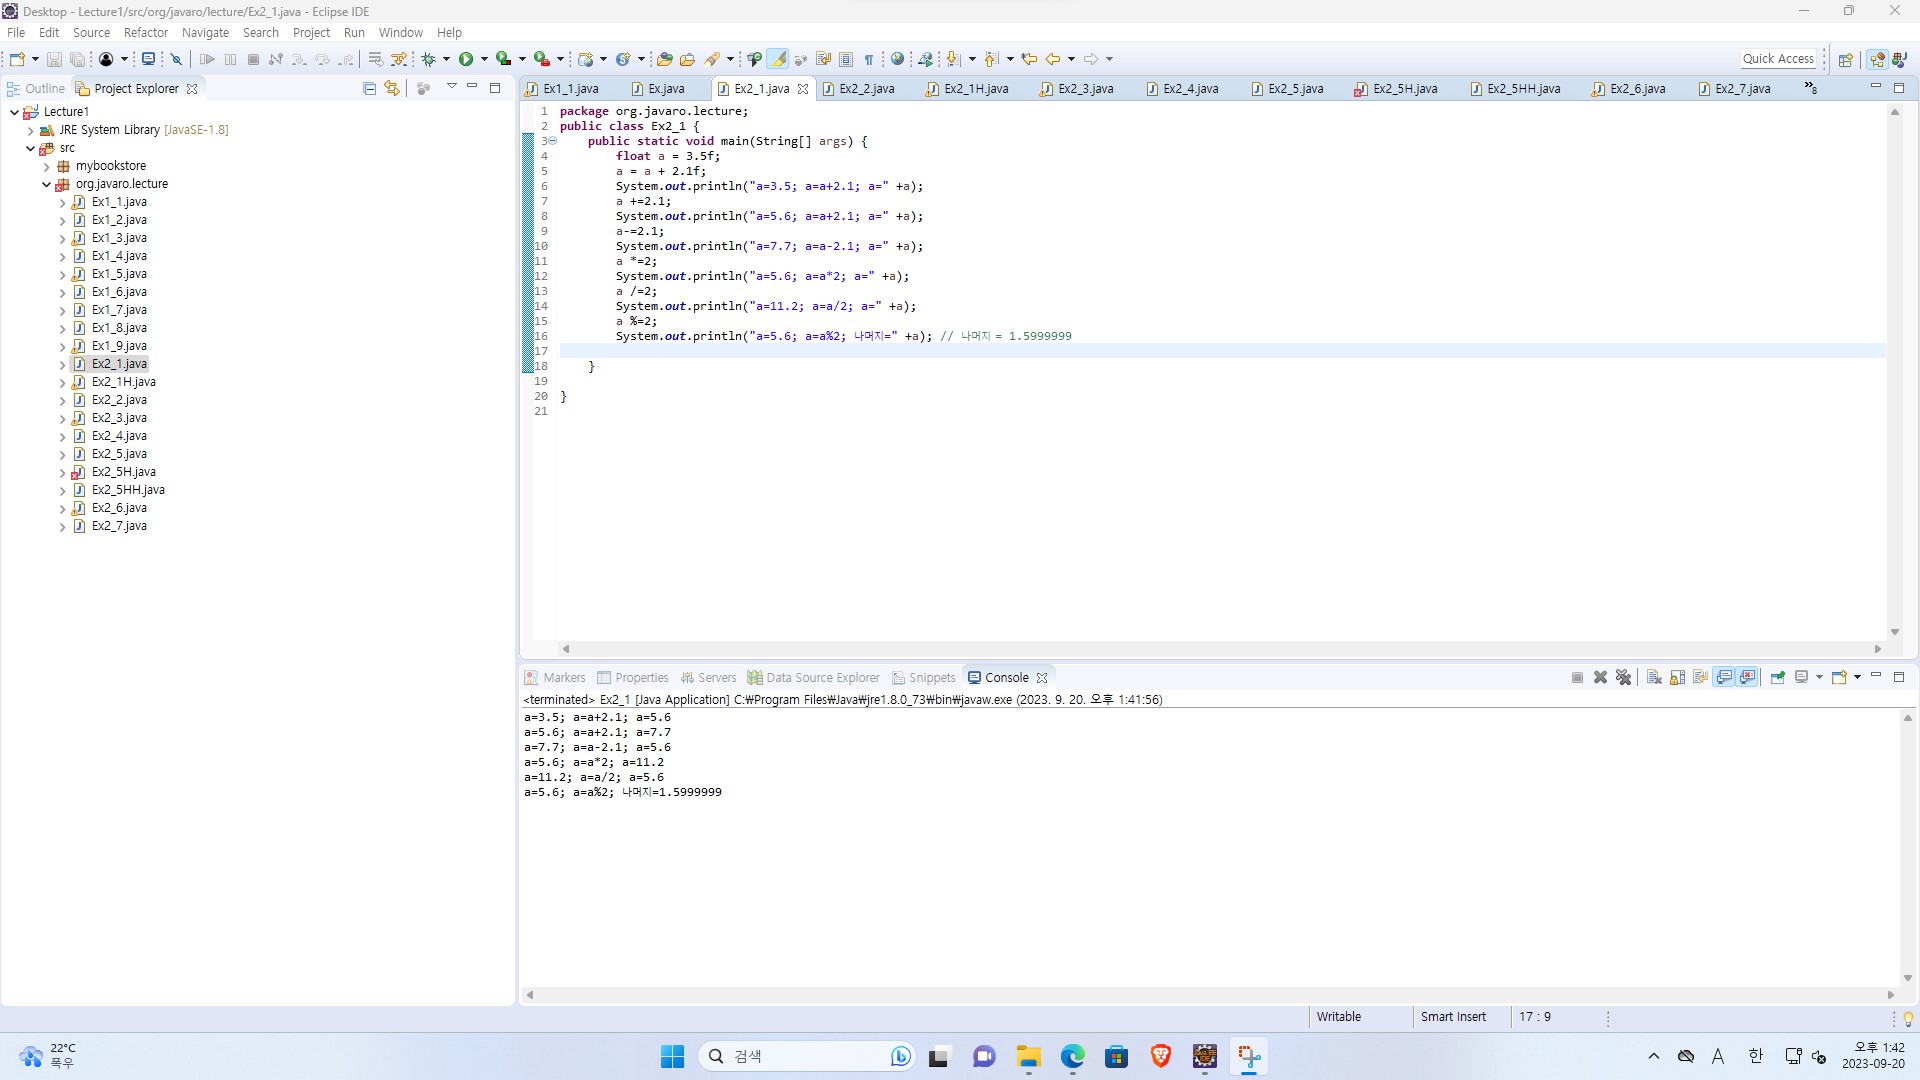 Desktop - Lecture1/src/org/javaro/lecture/Ex2_1.java - Eclipse IDE
File Edit Source Refactor Navigate Search Project Run Window Help
Quick Access
Outline Project Explorer
Lecture1
JRE System Library [JavaSE-1.8]
src
mybookstore
org.javaro.lecture
Ex1_1.java
Ex1_2.java
Ex1_3.java
Ex1_4.java
Ex1_5.java
Ex1_6.java
Ex1_7.java
Ex1_8.java
Ex1_9.java
Ex2_1.java
Ex2_1H.java
Ex2_2.java
Ex2_3.java
Ex2_4.java
Ex2_5.java
Ex2_5H.java
Ex2_5HH.java
Ex2_6.java
Ex2_7.java
Ex1_1.java Ex.java Ex2_1.java Ex2_2.java Ex2_1H.java Ex2_3.java Ex2_4.java Ex2_5.java Ex2_5H.java Ex2_5HH.java Ex2_6.java Ex2_7.java »8
1 package org.javaro.lecture;
2 public class Ex2_1 {
3 public static void main(String[] args) {
4 float a = 3.5f;
5 a = a + 2.1f;
6 System.out.println("a=3.5; a=a+2.1; a=" +a);
7 a +=2.1;
8 System.out.println("a=5.6; a=a+2.1; a=" +a);
9 a-=2.1;
10 System.out.println("a=7.7; a=a-2.1; a=" +a);
11 a *=2;
12 System.out.println("a=5.6; a=a*2; a=" +a);
13 a /=2;
14 System.out.println("a=11.2; a=a/2; a=" +a);
15 a %=2;
16 System.out.println("a=5.6; a=a%2; 나머지=" +a); // 나머지 = 1.5999999
17
18 }
19
20 }
21
Markers Properties Servers Data Source Explorer Snippets Console
<terminated> Ex2_1 [Java Application] C:₩Program Files₩Java₩jre1.8.0_73₩bin₩javaw.exe (2023. 9. 20. 오후 1:41:56)
a=3.5; a=a+2.1; a=5.6
a=5.6; a=a+2.1; a=7.7
a=7.7; a=a-2.1; a=5.6
a=5.6; a=a*2; a=11.2
a=11.2; a=a/2; a=5.6
a=5.6; a=a%2; 나머지=1.5999999
Writable Smart Insert 17 : 9
22°C
폭우
검색
A 한
오후 1:42
2023-09-20